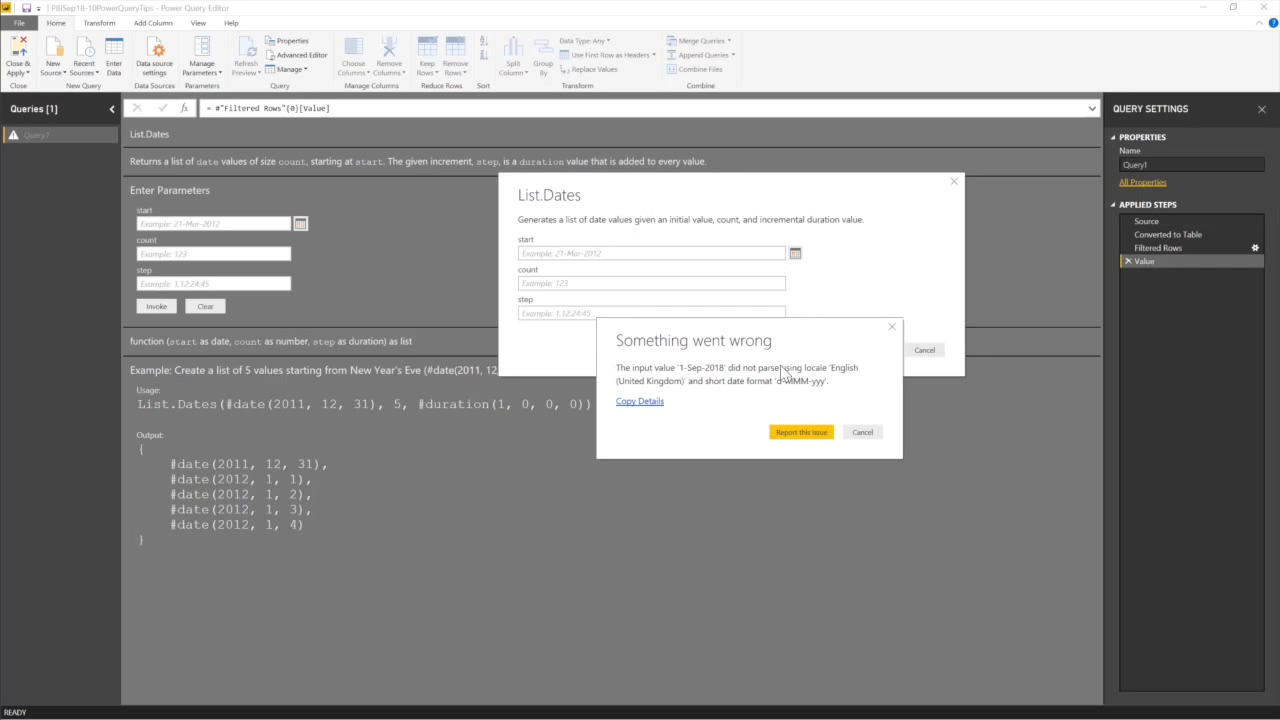 PBISep18-10PowerQueryTips - Power Query Editor
File Home Transform Add Column View Help
Close & Apply
New Source
Recent Sources
Enter Data
Data source settings
Manage Parameters
Refresh Preview
Properties
Advanced Editor
Manage
Choose Columns
Remove Columns
Keep Rows
Remove Rows
Split Column
Group By
Data Type: Any
Use First Row as Headers
Replace Values
Merge Queries
Append Queries
Combine Files
Close New Query Data Sources Parameters Query Manage Columns Reduce Rows Sort Transform Combine
Queries [1]
Query1
fx
= #"Filtered Rows"{0}[Value]
List.Dates
Returns a list of date values of size count, starting at start. The given increment, step, is a duration value that is added to every value.
Enter Parameters
start
Example: 21-Mar-2012
count
Example: 123
step
Example: 1.12:24:45
Invoke Clear
function (start as date, count as number, step as duration) as list
Example: Create a list of 5 values starting from New Year's Eve (#date(2011, 12,
Usage:
List.Dates(#date(2011, 12, 31), 5, #duration(1, 0, 0, 0))
Output:
{
#date(2011, 12, 31),
#date(2012, 1, 1),
#date(2012, 1, 2),
#date(2012, 1, 3),
#date(2012, 1, 4)
}
List.Dates
Generates a list of date values given an initial value, count, and incremental duration value.
start
Example: 21-Mar-2012
count
Example: 123
step
Example: 1.12:24:45
Cancel
Something went wrong
The input value '1-Sep-2018' did not parse using locale 'English
(United Kingdom)' and short date format 'd-MMM-yyy'.
Copy Details
Report this issue Cancel
QUERY SETTINGS
PROPERTIES
Name
Query1
All Properties
APPLIED STEPS
Source
Converted to Table
Filtered Rows
Value
READY